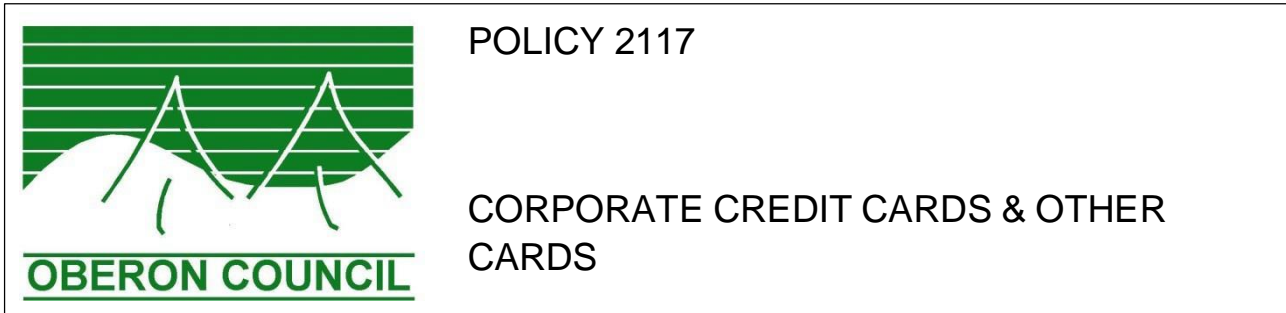 POLICY 2117
CORPORATE CREDIT CARDS & OTHER
CARDS
OBERON COUNCIL